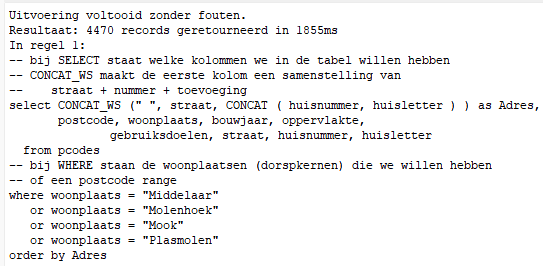 Uitvoering voltooid zonder fouten.
Resultaat: 4470 records geretourneerd in 1855ms
In regel 1:
-- bij SELECT staat welke kolommen we in de tabel willen hebben
-- CONCAT_WS maakt de eerste kolom een samenstelling van
--    straat + nummer + toevoeging
select CONCAT_WS (" ", straat, CONCAT ( huisnummer, huisletter ) ) as Adres,
       postcode, woonplaats, bouwjaar, oppervlakte,
              gebruiksdoelen, straat, huisnummer, huisletter
  from pcodes
-- bij WHERE staan de woonplaatsen (dorspkernen) die we willen hebben
-- of een postcode range
where woonplaats = "Middelaar"
   or woonplaats = "Molenhoek"
   or woonplaats = "Mook"
   or woonplaats = "Plasmolen"
order by Adres